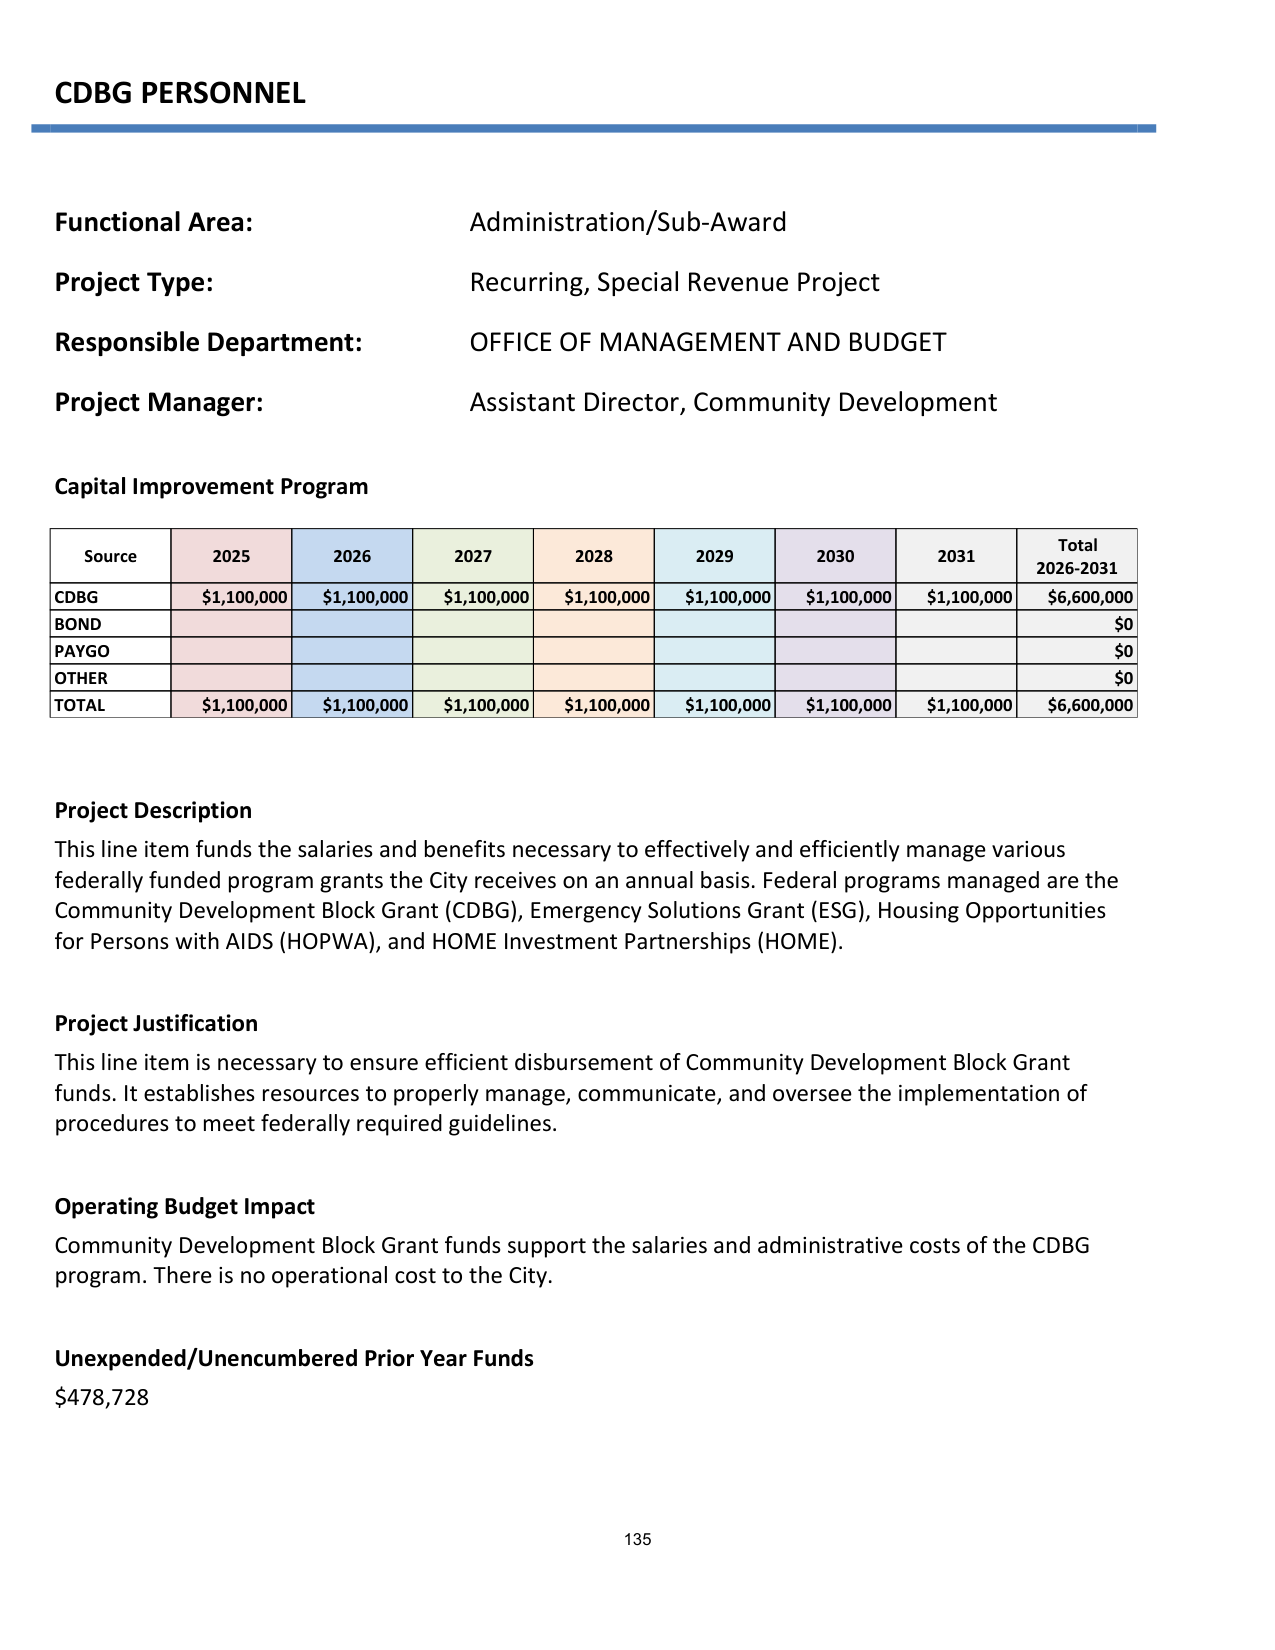 CDBG PERSONNEL
Functional Area: Administration/Sub-Award
Project Type: Recurring, Special Revenue Project
Responsible Department: OFFICE OF MANAGEMENT AND BUDGET
Project Manager: Assistant Director, Community Development
Capital Improvement Program
Source 2025 2026 2027 2028 2029 2030 2031 Total 2026-2031
CDBG $1,100,000 $1,100,000 $1,100,000 $1,100,000 $1,100,000 $1,100,000 $1,100,000 $6,600,000
BOND $0
PAYGO $0
OTHER $0
TOTAL $1,100,000 $1,100,000 $1,100,000 $1,100,000 $1,100,000 $1,100,000 $1,100,000 $6,600,000
Project Description
This line item funds the salaries and benefits necessary to effectively and efficiently manage various
federally funded program grants the City receives on an annual basis. Federal programs managed are the
Community Development Block Grant (CDBG), Emergency Solutions Grant (ESG), Housing Opportunities
for Persons with AIDS (HOPWA), and HOME Investment Partnerships (HOME).
Project Justification
This line item is necessary to ensure efficient disbursement of Community Development Block Grant
funds. It establishes resources to properly manage, communicate, and oversee the implementation of
procedures to meet federally required guidelines.
Operating Budget Impact
Community Development Block Grant funds support the salaries and administrative costs of the CDBG
program. There is no operational cost to the City.
Unexpended/Unencumbered Prior Year Funds
$478,728
135